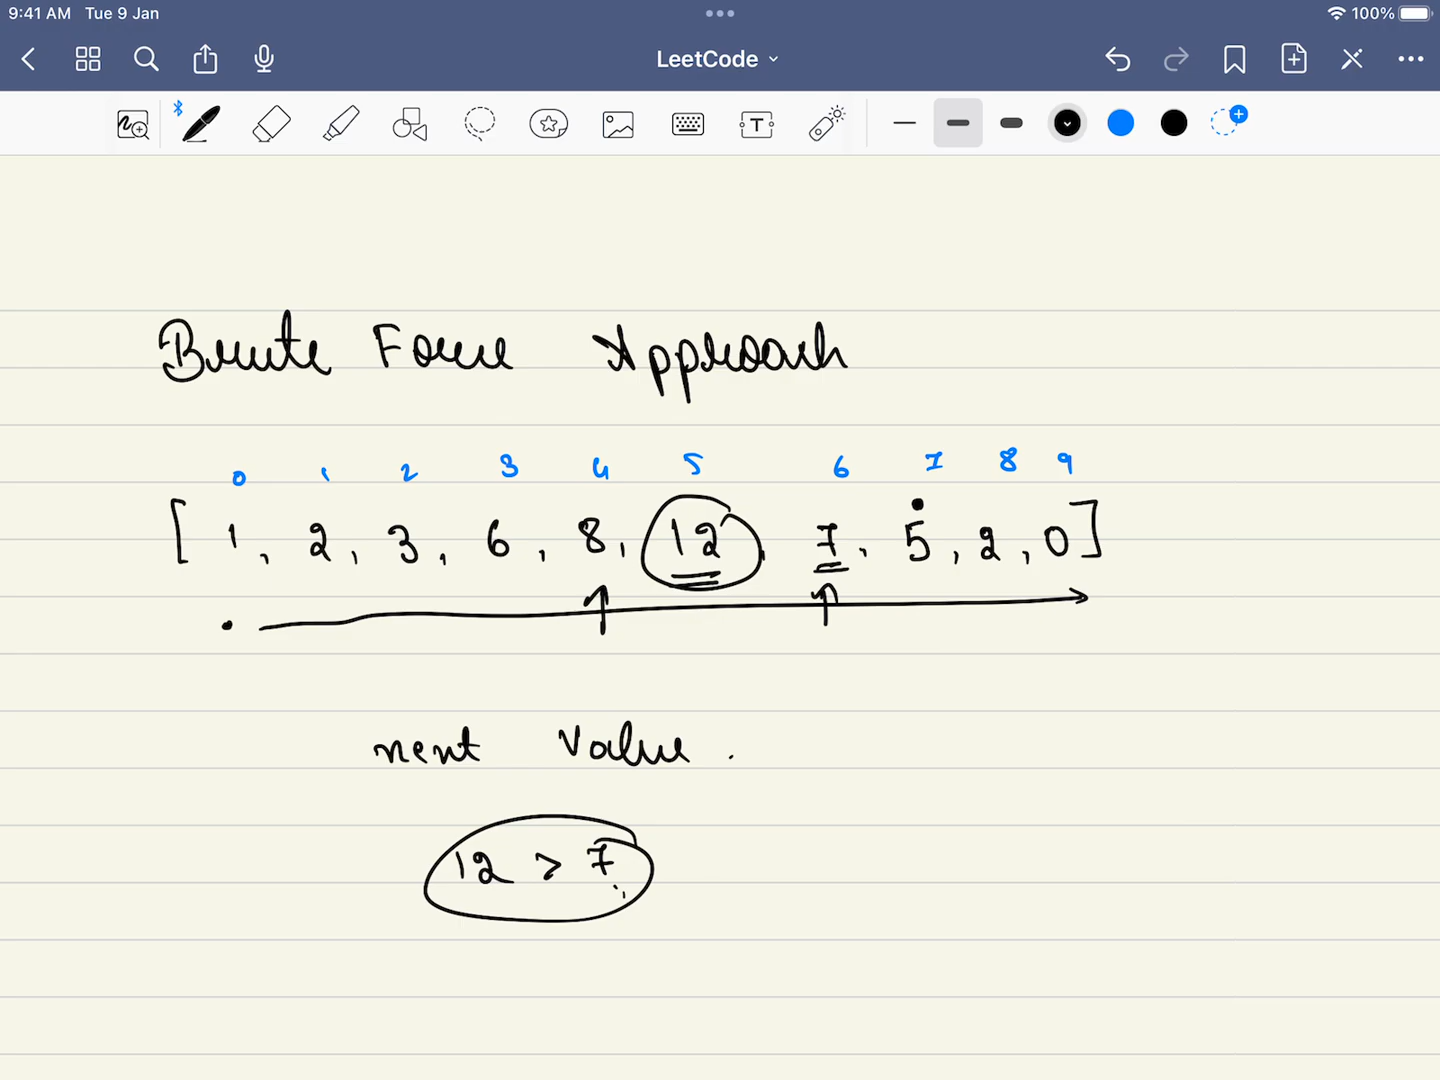 9:41 AM Tue 9 Jan
100%
LeetCode
Brute Force Approach
0 1 2 3 4 5 6 7 8 9
[ 1, 2, 3, 6, 8, 12, 7, 5, 2, 0 ]
next value.
12 > 7